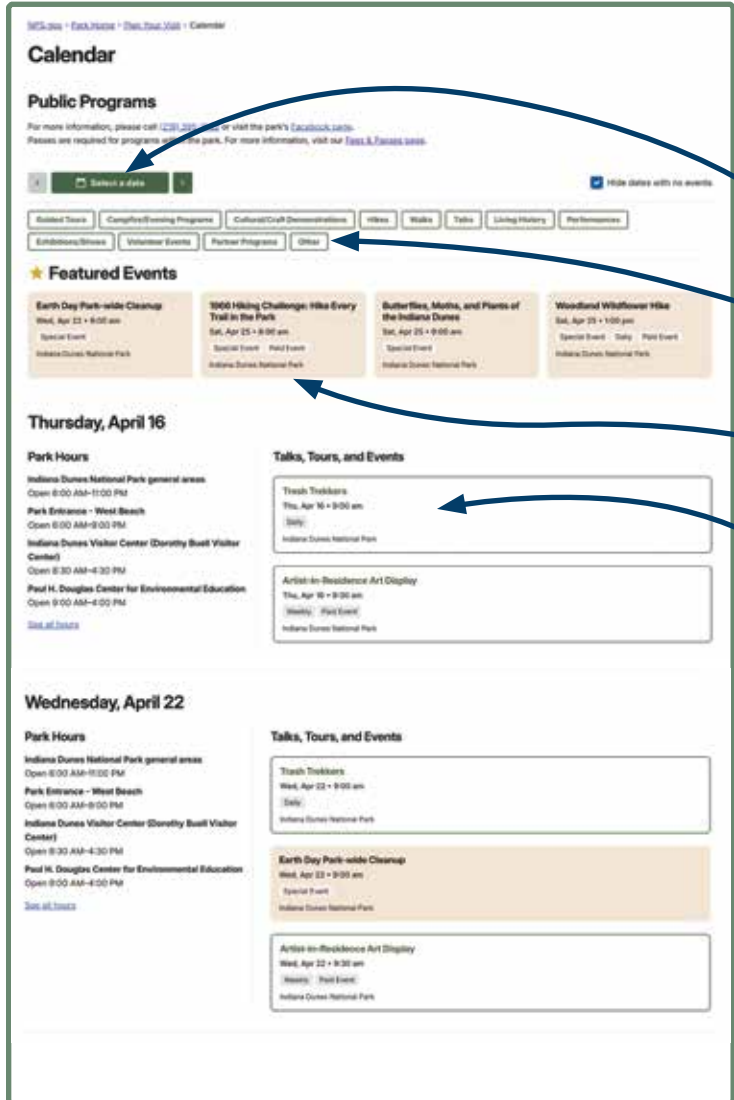 NPS.gov › Park Home › Plan Your Visit › Calendar
Calendar
Public Programs
For more information, please call or visit the park's Facebook page.
Passes are required for programs the park. For more information, visit our Fees & Passes page.
Select a date
Hide dates with no events
Guided Tours Campfire/Evening Programs Cultural/Craft Demonstrations Hikes Walks Talks Living History Performances
Exhibitions/Shows Volunteer Events Partner Programs Other
Featured Events
Earth Day Park-wide Cleanup
Wed, Apr 22 • 9:00 am
Special Event
Indiana Dunes National Park
1966 Hiking Challenge: Hike Every
Trail in the Park
Sat, Apr 25 • 8:00 am
Special Event Paid Event
Indiana Dunes National Park
Butterflies, Moths, and Plants of
the Indiana Dunes
Sat, Apr 25 • 9:00 am
Special Event
Indiana Dunes National Park
Woodland Wildflower Hike
Sat, Apr 25 • 1:00 pm
Special Event Daily Paid Event
Indiana Dunes National Park
Thursday, April 16
Park Hours
Indiana Dunes National Park general areas
Open 6:00 AM–11:00 PM
Park Entrance - West Beach
Open 6:00 AM–9:00 PM
Indiana Dunes Visitor Center (Dorothy Buell Visitor
Center)
Open 8:30 AM–4:30 PM
Paul H. Douglas Center for Environmental Education
Open 9:00 AM–4:00 PM
See all hours
Talks, Tours, and Events
Trash Trekkers
Thu, Apr 16 • 9:00 am
Daily
Indiana Dunes National Park
Artist-in-Residence Art Display
Thu, Apr 16 • 9:30 am
Weekly Paid Event
Indiana Dunes National Park
Wednesday, April 22
Park Hours
Indiana Dunes National Park general areas
Open 6:00 AM–11:00 PM
Park Entrance - West Beach
Open 6:00 AM–9:00 PM
Indiana Dunes Visitor Center (Dorothy Buell Visitor
Center)
Open 8:30 AM–4:30 PM
Paul H. Douglas Center for Environmental Education
Open 9:00 AM–4:00 PM
See all hours
Talks, Tours, and Events
Trash Trekkers
Wed, Apr 22 • 9:00 am
Daily
Indiana Dunes National Park
Earth Day Park-wide Cleanup
Wed, Apr 22 • 9:00 am
Special Event
Indiana Dunes National Park
Artist-in-Residence Art Display
Wed, Apr 22 • 9:30 am
Weekly Paid Event
Indiana Dunes National Park